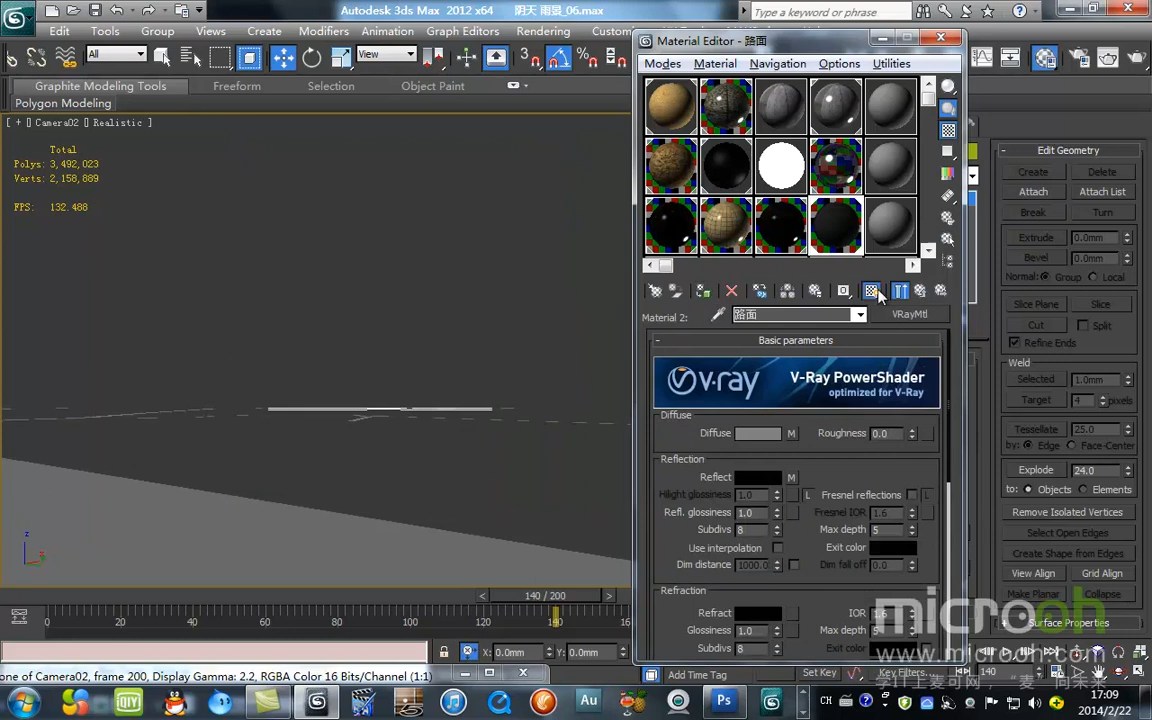 Autodesk 3ds Max 2012 x64 阴天 雨景_06.max
Type a keyword or phrase
Edit Tools Group Views Create Modifiers Animation Graph Editors Rendering Custom
All
View
Graphite Modeling Tools Freeform Selection Object Paint
Polygon Modeling
[ + ] Camera02 ] Realistic ]
Total
Polys: 3,492,023
Verts: 2,158,889
FPS: 132.488
Material Editor - 路面
Modes Material Navigation Options Utilities
Material 2: 路面 VRayMtl
Basic parameters
V-Ray PowerShader
optimized for V-Ray
Diffuse
Diffuse M Roughness 0.0
Reflection
Reflect M
Hilight glossiness 1.0 L Fresnel reflections L
Refl. glossiness 1.0 Fresnel IOR 1.6
Subdivs 8 Max depth 5
Use interpolation Exit color
Dim distance 1000.0 Dim fall off 0.0
Refraction
Refract IOR 1.6
Glossiness 1.0 Max depth 5
Subdivs 8 Exit color
Edit Geometry
Create Delete
Attach Attach List
Break Turn
Extrude 0.0mm
Bevel 0.0mm
Normal: Group Local
Slice Plane Slice
Cut Split
Refine Ends
Weld
Selected 1.0mm
Target 4 pixels
Tessellate 25.0
by: Edge Face-Center
Explode 24.0
to: Objects Elements
Remove Isolated Vertices
Select Open Edges
Create Shape from Edges
View Align Grid Align
Make Planar Collapse
Surface Properties
microoh
www.microoh.com
140 / 200
0 20 40 60 80 100 120 140 16
X: 0.0mm Y: 0.0mm
Add Time Tag Set Key Key Filters... 140
one of Camera02, frame 200, Display Gamma: 2.2, RGBA Color 16 Bits/Channel (1:1)
DIY Au Ps CH
17:09
2014/2/22